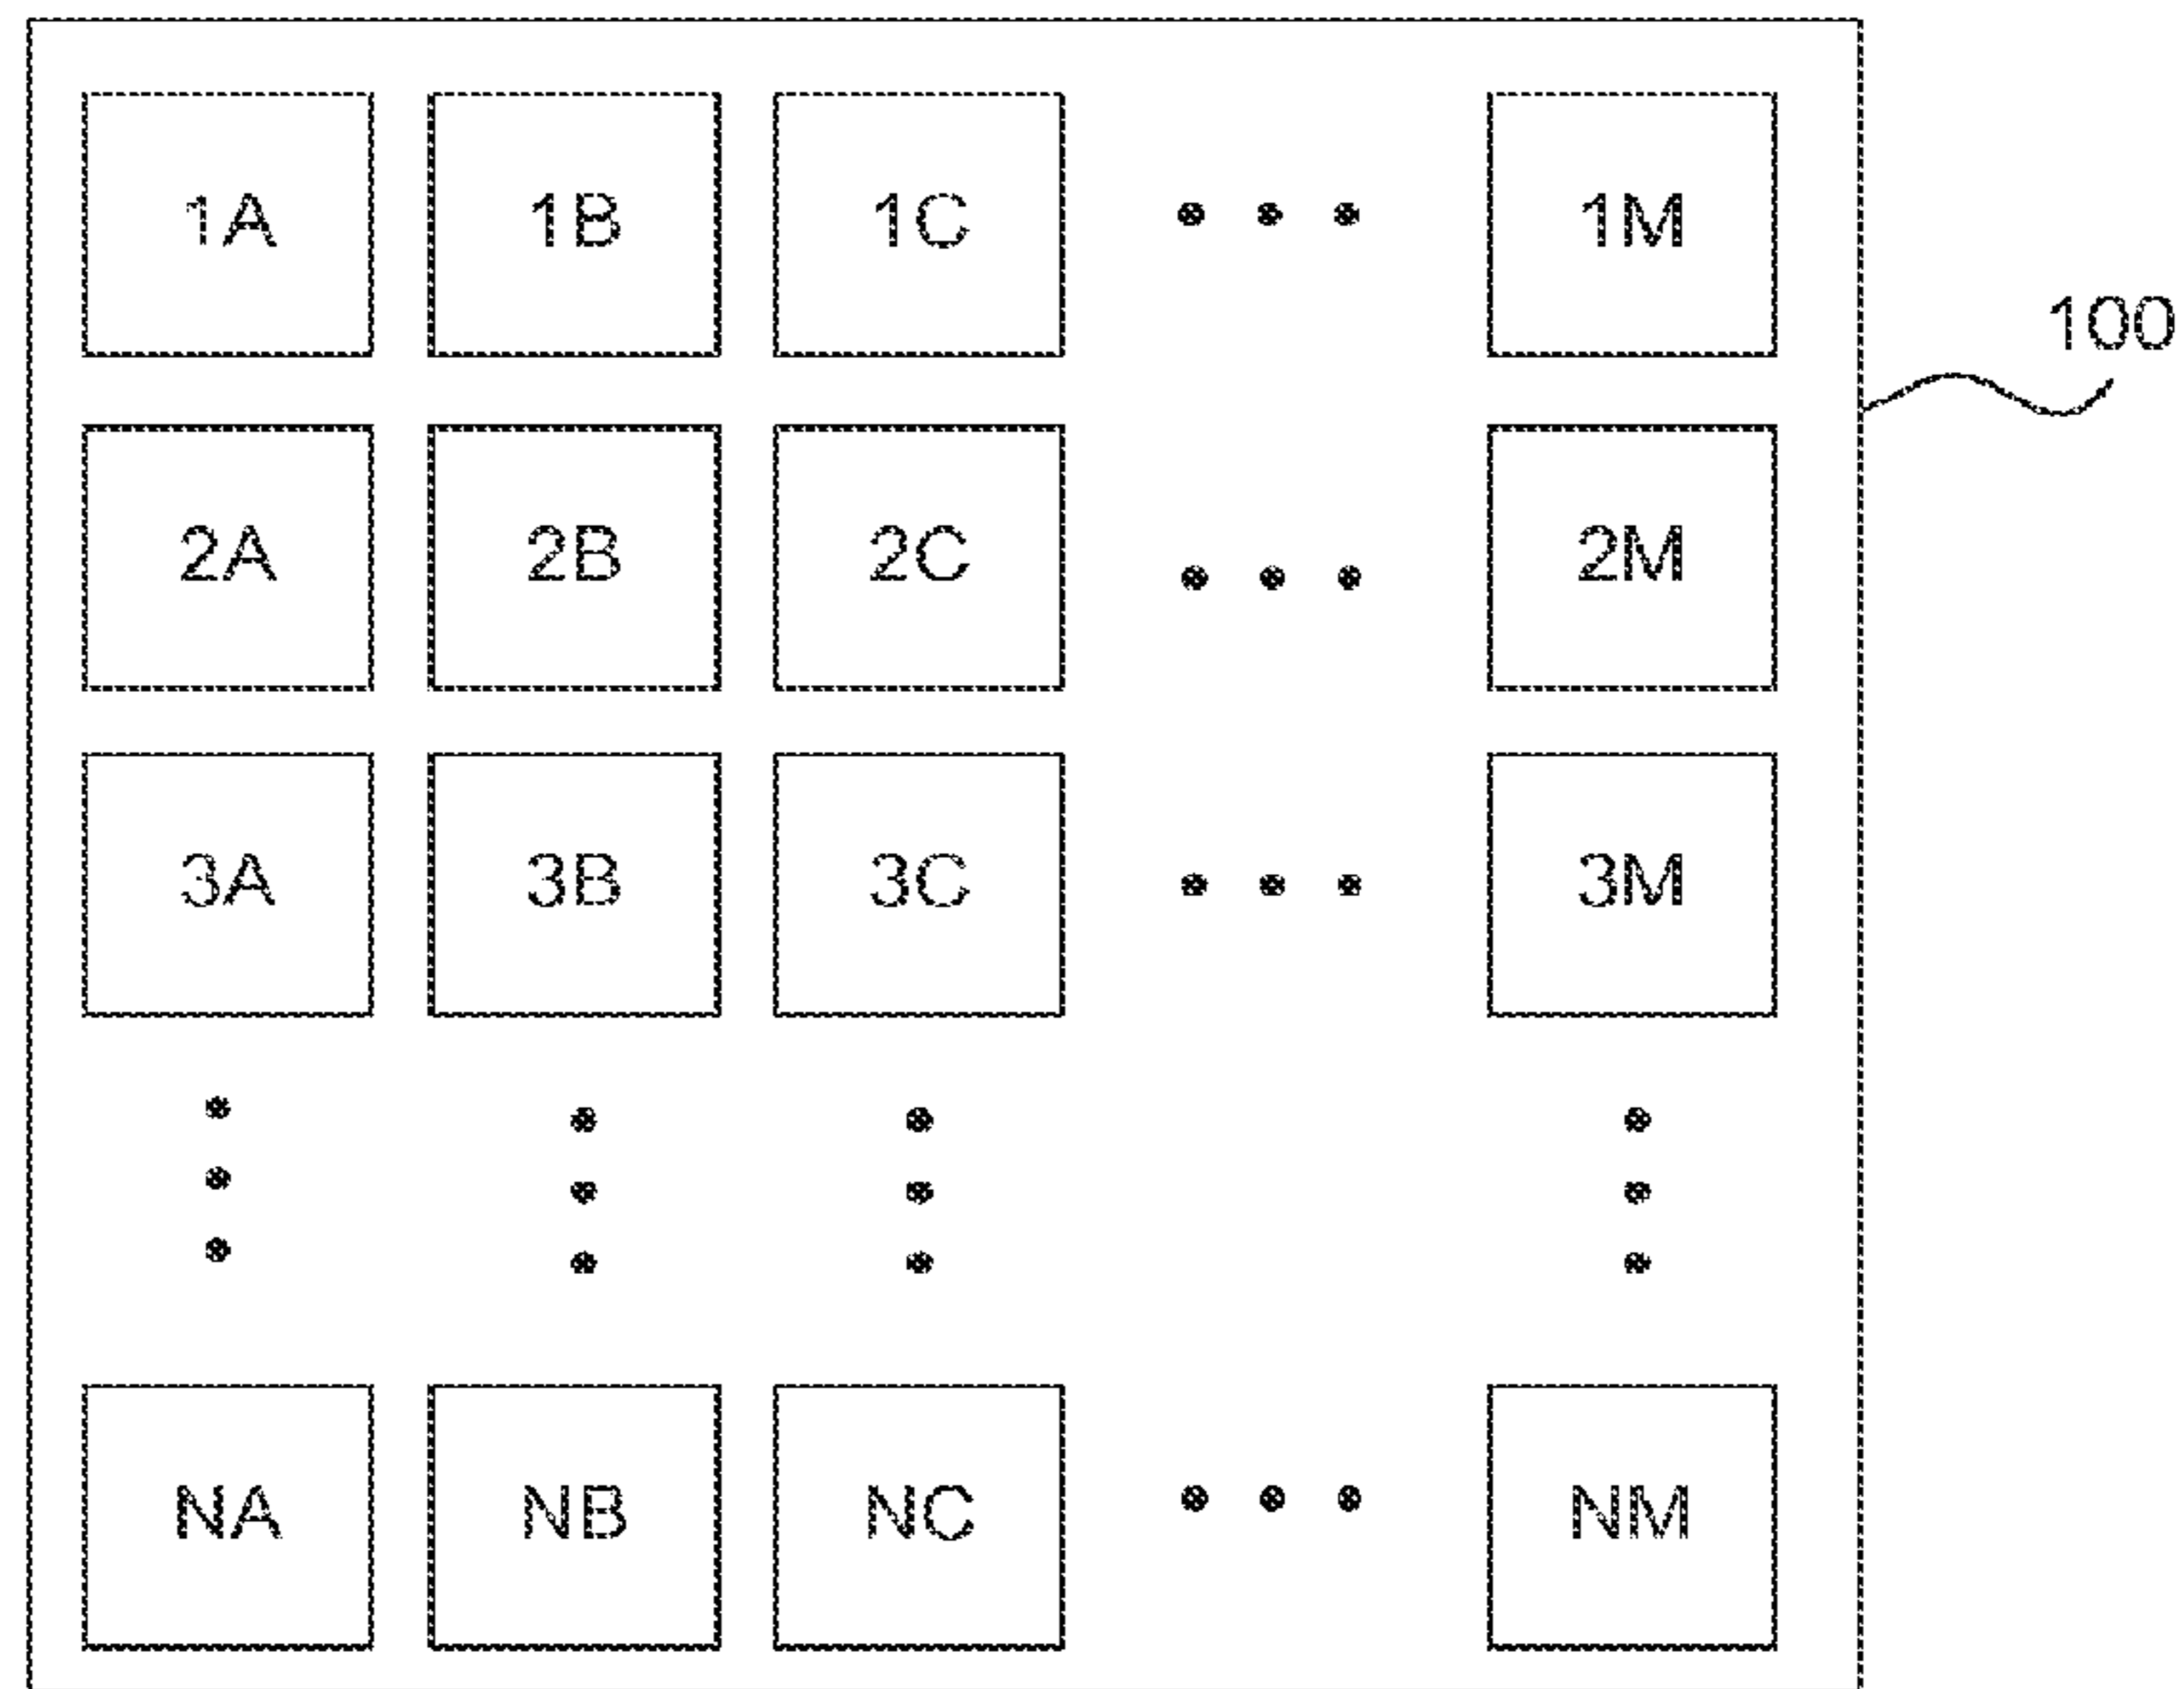 1A 1B 1C • • • 1M
100
2A 2B 2C • • • 2M
3A 3B 3C • • • 3M
NA NB NC • • • NM